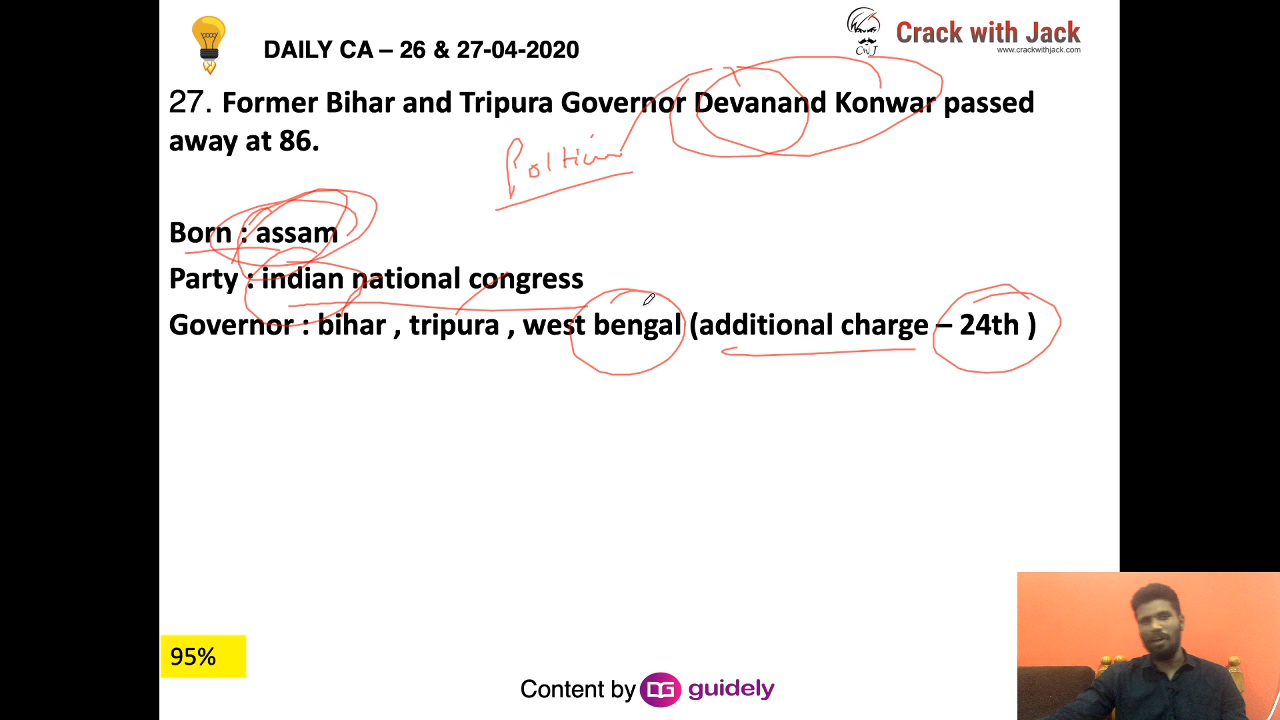 DAILY CA – 26 & 27-04-2020
Crack with Jack
www.crackwithjack.com
CwJ
27. Former Bihar and Tripura Governor Devanand Konwar passed
away at 86.
Born : assam
Party : indian national congress
Governor : bihar , tripura , west bengal (additional charge – 24th )
95%
Content by DG guidely